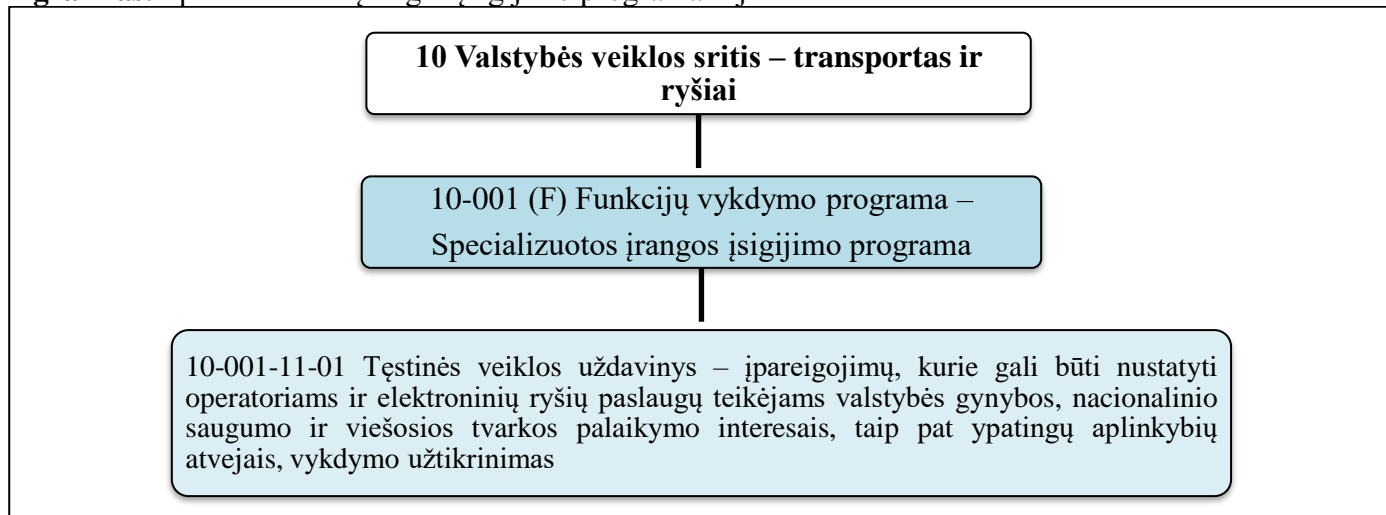 10 Valstybės veiklos sritis – transportas ir
ryšiai
10-001 (F) Funkcijų vykdymo programa –
Specializuotos įrangos įsigijimo programa
10-001-11-01 Tęstinės veiklos uždavinys – įpareigojimų, kurie gali būti nustatyti
operatoriams ir elektroninių ryšių paslaugų teikėjams valstybės gynybos, nacionalinio
saugumo ir viešosios tvarkos palaikymo interesais, taip pat ypatingų aplinkybių
atvejais, vykdymo užtikrinimas